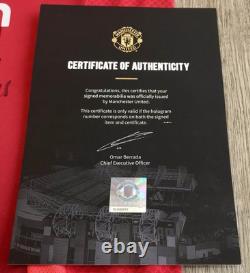 MANCHESTER
UNITED
CERTIFICATE OF AUTHENTICITY
Congratulations, this certifies that your
signed memorabilia was officially issued
by Manchester United.
This certificate is only valid if the hologram
number corresponds on both the signed
item and certificate.
Omar Berrada
Chief Executive Officer